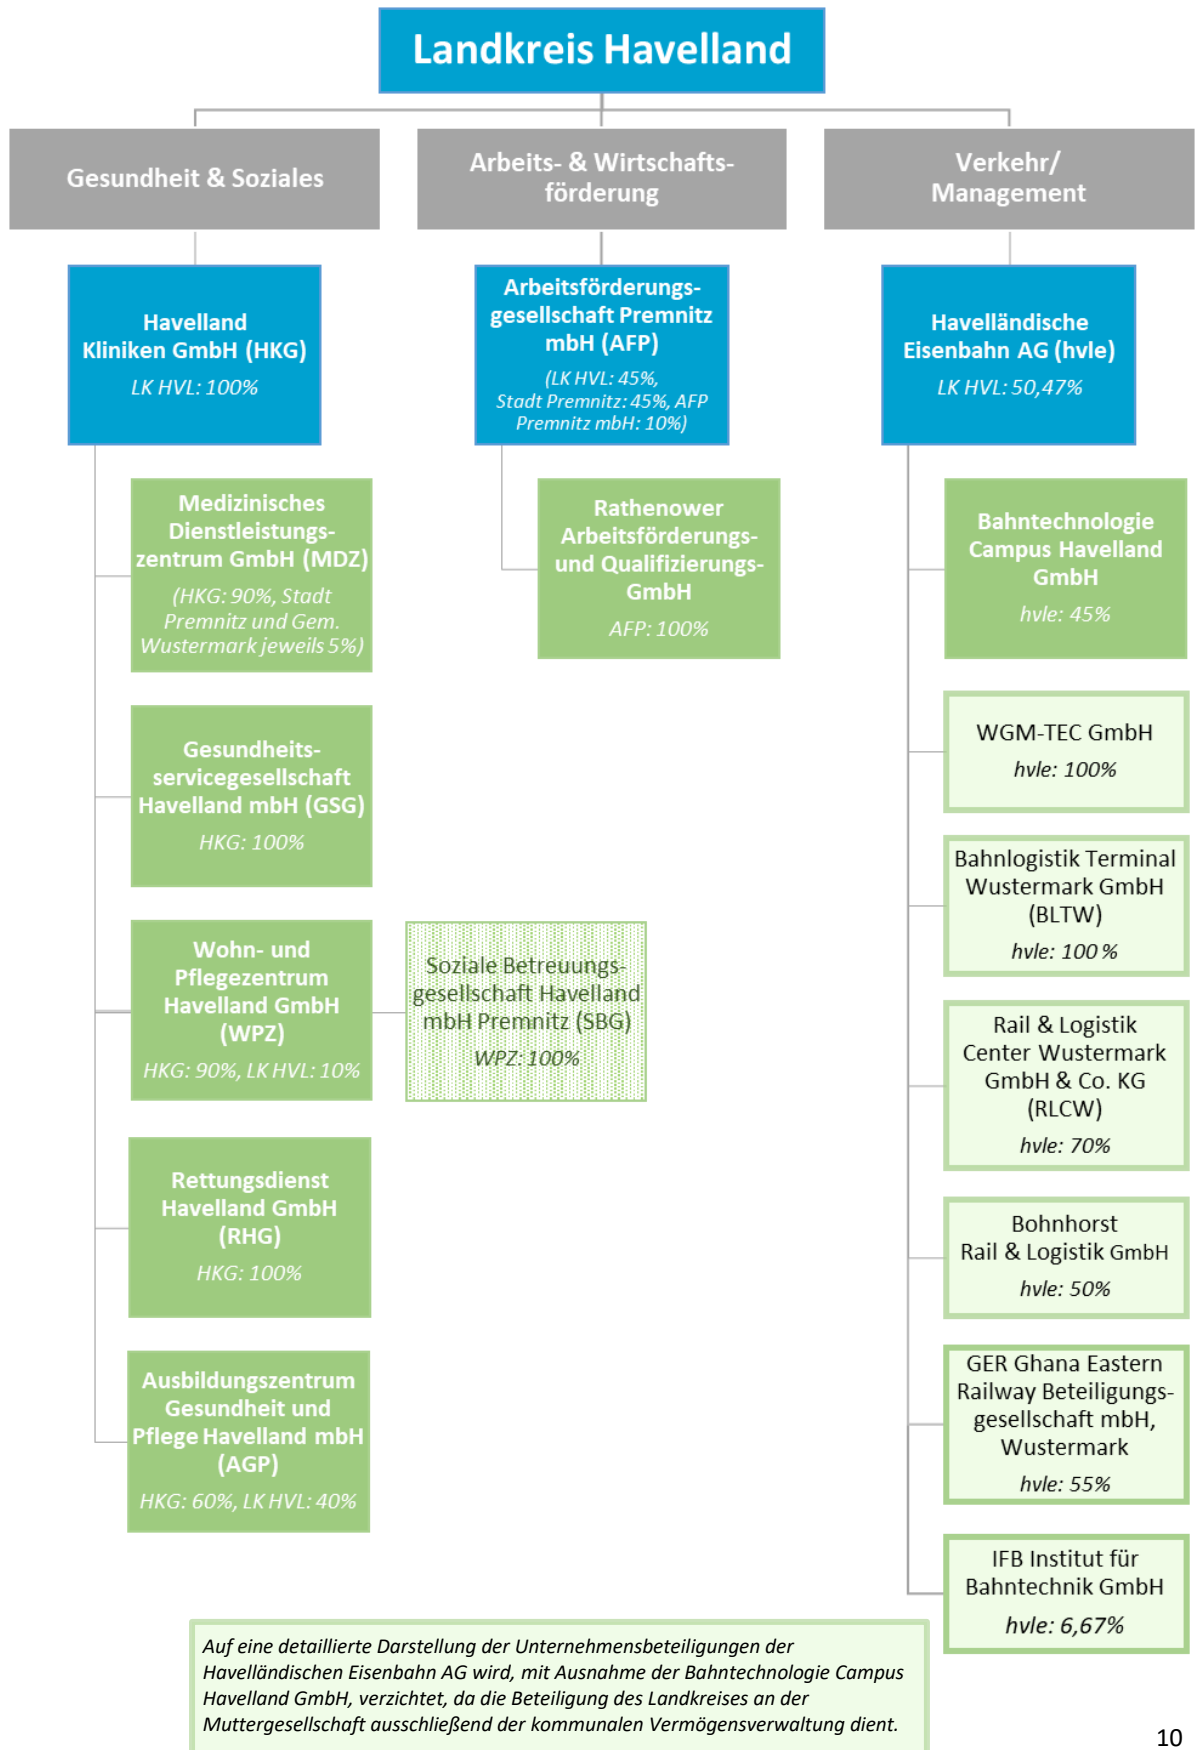 Landkreis Havelland
Gesundheit & Soziales
Arbeits- & Wirtschafts-
förderung
Verkehr/
Management
Havelland
Kliniken GmbH (HKG)
LK HVL: 100%
Arbeitsförderungs-
gesellschaft Premnitz
mbH (AFP)
(LK HVL: 45%,
Stadt Premnitz: 45%, AFP
Premnitz mbH: 10%)
Havelländische
Eisenbahn AG (hvle)
LK HVL: 50,47%
Medizinisches
Dienstleistungs-
zentrum GmbH (MDZ)
(HKG: 90%, Stadt
Premnitz und Gem.
Wustermark jeweils 5%)
Gesundheits-
servicegesellschaft
Havelland mbH (GSG)
HKG: 100%
Wohn- und
Pflegezentrum
Havelland GmbH
(WPZ)
HKG: 90%, LK HVL: 10%
Soziale Betreuungs-
gesellschaft Havelland
mbH Premnitz (SBG)
WPZ: 100%
Rettungsdienst
Havelland GmbH
(RHG)
HKG: 100%
Ausbildungszentrum
Gesundheit und
Pflege Havelland mbH
(AGP)
HKG: 60%, LK HVL: 40%
Rathenower
Arbeitsförderungs-
und Qualifizierungs-
GmbH
AFP: 100%
Bahntechnologie
Campus Havelland
GmbH
hvle: 45%
WGM-TEC GmbH
hvle: 100%
Bahnlogistik Terminal
Wustermark GmbH
(BLTW)
hvle: 100 %
Rail & Logistik
Center Wustermark
GmbH & Co. KG
(RLCW)
hvle: 70%
Bohnhorst
Rail & Logistik GmbH
hvle: 50%
GER Ghana Eastern
Railway Beteiligungs-
gesellschaft mbH,
Wustermark
hvle: 55%
IFB Institut für
Bahntechnik GmbH
hvle: 6,67%
Auf eine detaillierte Darstellung der Unternehmensbeteiligungen der
Havelländischen Eisenbahn AG wird, mit Ausnahme der Bahntechnologie Campus
Havelland GmbH, verzichtet, da die Beteiligung des Landkreises an der
Muttergesellschaft ausschließend der kommunalen Vermögensverwaltung dient.
10